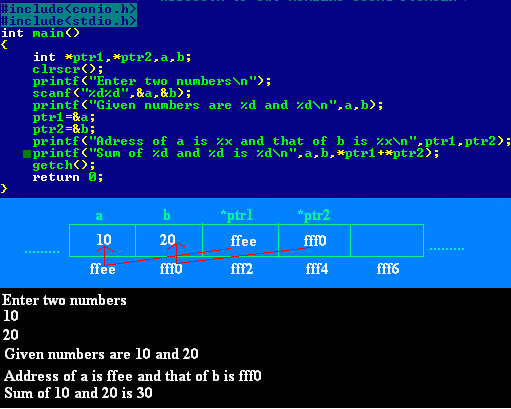 #include<conio.h>
#include<stdio.h>
int main()
{
int *ptr1,*ptr2,a,b;
clrscr();
printf("Enter two numbers\n");
scanf("%d%d",&a,&b);
printf("Given numbers are %d and %d\n",a,b);
ptr1=&a;
ptr2=&b;
printf("Adress of a is %x and that of b is %x\n",ptr1,ptr2);
printf("Sum of %d and %d is %d\n",a,b,*ptr1+*ptr2);
getch();
return 0;
}
a b *ptr1 *ptr2
10 20 ffee fff0
ffee fff0 fff2 fff4 fff6
Enter two numbers
10
20
Given numbers are 10 and 20
Address of a is ffee and that of b is fff0
Sum of 10 and 20 is 30